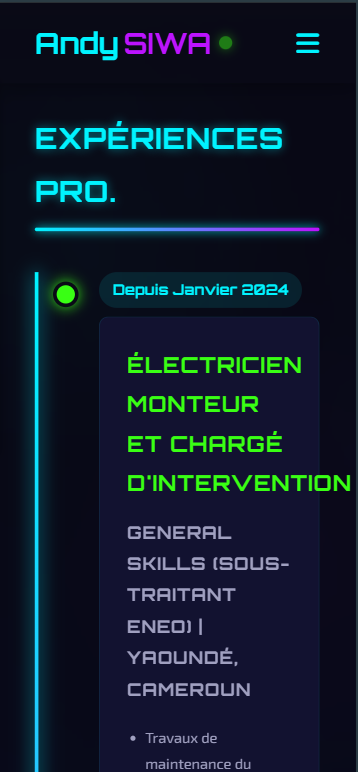 Andy SIWA
EXPÉRIENCES
PRO.
Depuis Janvier 2024
ÉLECTRICIEN
MONTEUR
ET CHARGÉ
D'INTERVENTION
GENERAL
SKILLS (SOUS-
TRAITANT
ENEO) |
YAOUNDÉ,
CAMEROUN
• Travaux de
maintenance du